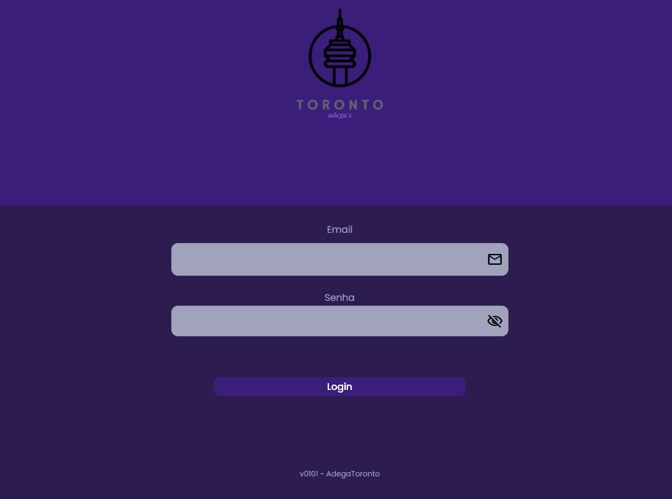 TORONTO
adega's
Email
Senha
Login
v0101 - AdegaToronto